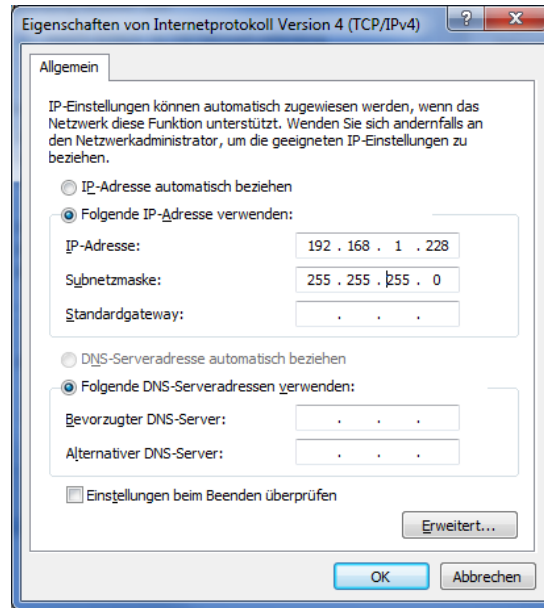 Eigenschaften von Internetprotokoll Version 4 (TCP/IPv4)
?
X
Allgemein
IP-Einstellungen können automatisch zugewiesen werden, wenn das
Netzwerk diese Funktion unterstützt. Wenden Sie sich andernfalls an
den Netzwerkadministrator, um die geeigneten IP-Einstellungen zu
beziehen.
IP-Adresse automatisch beziehen
Folgende IP-Adresse verwenden:
IP-Adresse: 192 . 168 . 1 . 228
Subnetzmaske: 255 . 255 . 255 . 0
Standardgateway: . . .
DNS-Serveradresse automatisch beziehen
Folgende DNS-Serveradressen verwenden:
Bevorzugter DNS-Server: . . .
Alternativer DNS-Server: . . .
Einstellungen beim Beenden überprüfen
Erweitert...
OK Abbrechen